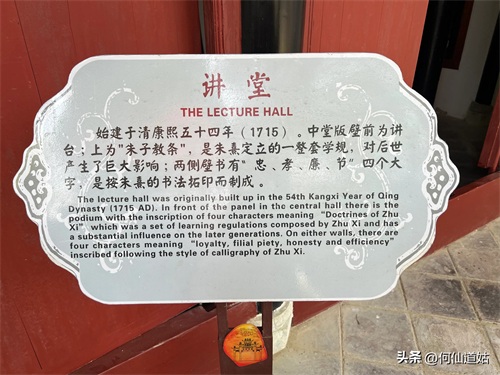 讲堂
THE LECTURE HALL
始建于清康熙五十四年（1715）。中堂版壁前为讲
台；上为"朱子教条"，是朱熹定立的一整套学规，对后世
产生了巨大影响；两侧壁书有"忠、孝、廉、节"四个大
字，是按朱熹的书法拓印而制成。
The lecture hall was originally built up in the 54th Kangxi Year of Qing
Dynasty (1715 AD). In front of the panel in the central hall there is the
podium with the inscription of four characters meaning "Doctrines of Zhu
Xi", which was a set of learning regulations composed by Zhu Xi and has
a substantial influence on the later generations. On either walls, there are
four characters meaning "loyalty, filial piety, honesty and efficiency"
inscribed following the style of calligraphy of Zhu Xi.
头条 @何仙道姑